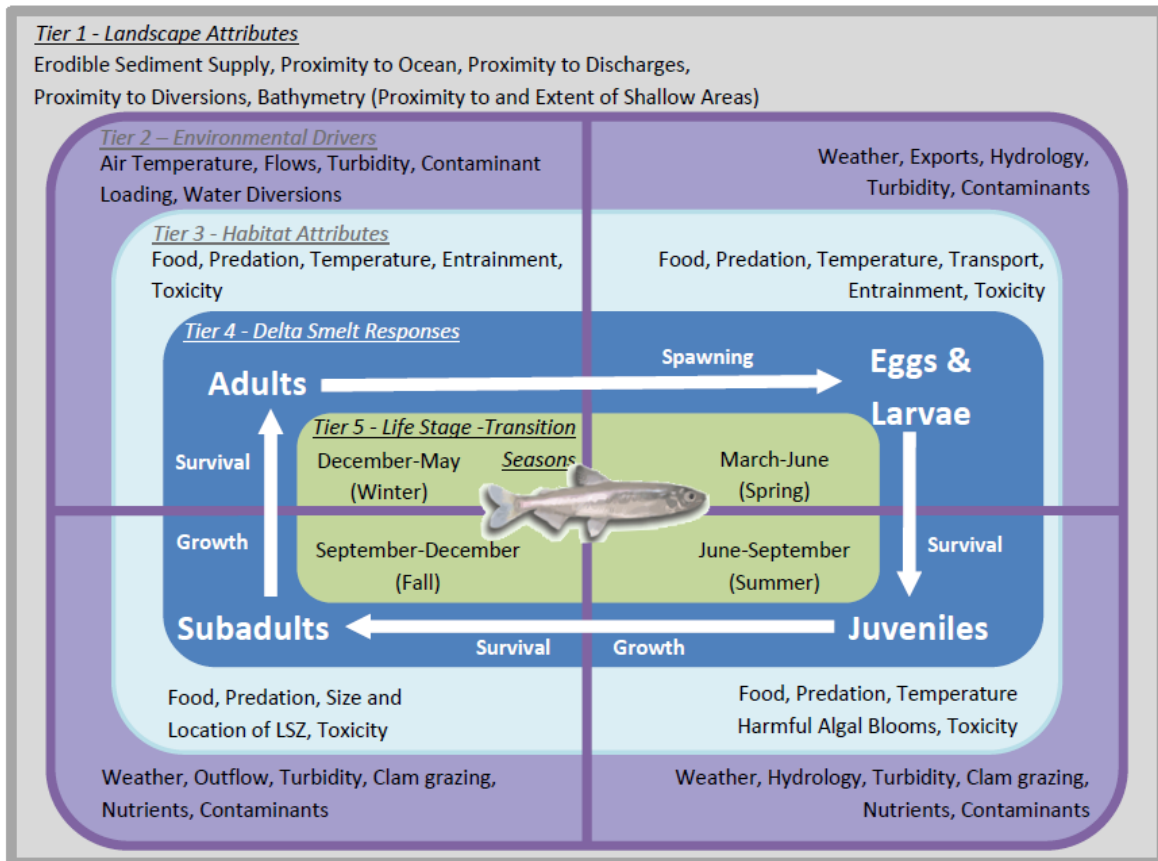 Tier 1 - Landscape Attributes
Erodible Sediment Supply, Proximity to Ocean, Proximity to Discharges,
Proximity to Diversions, Bathymetry (Proximity to and Extent of Shallow Areas)
Tier 2 – Environmental Drivers
Air Temperature, Flows, Turbidity, Contaminant
Loading, Water Diversions
Weather, Exports, Hydrology,
Turbidity, Contaminants
Tier 3 - Habitat Attributes
Food, Predation, Temperature, Entrainment,
Toxicity
Food, Predation, Temperature, Transport,
Entrainment, Toxicity
Tier 4 - Delta Smelt Responses
Adults
Spawning
Eggs &
Larvae
Tier 5 - Life Stage -Transition
Seasons
December-May
(Winter)
March-June
(Spring)
Survival
Growth
September-December
(Fall)
June-September
(Summer)
Survival
Subadults
Survival
Growth
Juveniles
Food, Predation, Size and
Location of LSZ, Toxicity
Food, Predation, Temperature
Harmful Algal Blooms, Toxicity
Weather, Outflow, Turbidity, Clam grazing,
Nutrients, Contaminants
Weather, Hydrology, Turbidity, Clam grazing,
Nutrients, Contaminants